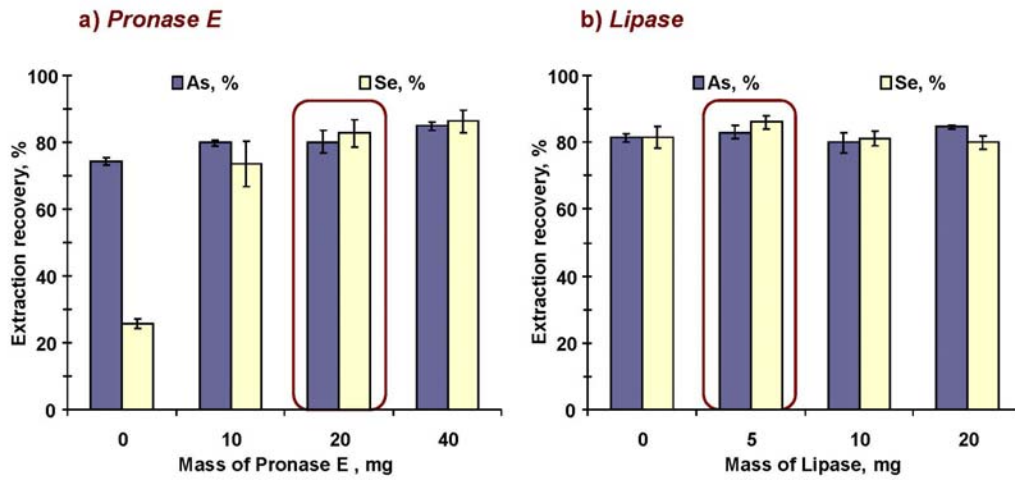 a) Pronase E
b) Lipase
As, %
Se, %
As, %
Se, %
100
80
60
40
20
0
Extraction recovery, %
0 10 20 40
Mass of Pronase E , mg
100
80
60
40
20
0
Extraction recovery, %
0 5 10 20
Mass of Lipase, mg